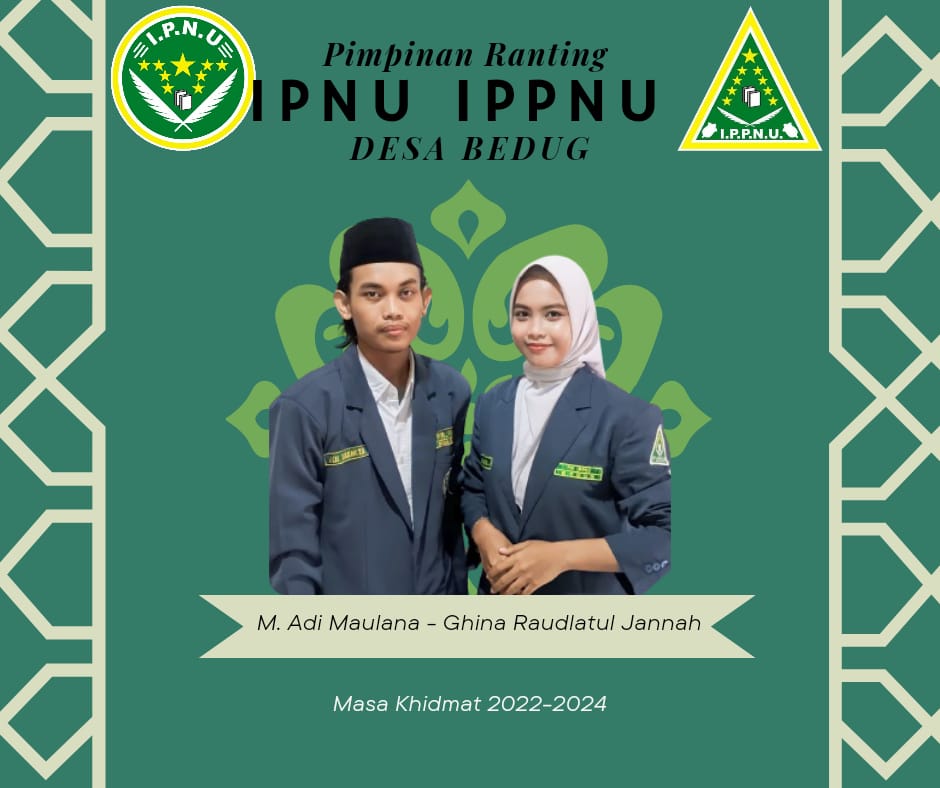 I.P.N.U
Pimpinan Ranting
IPNU IPPNU
DESA BEDUG
I.P.P.N.U.
M. Adi Maulana - Ghina Raudlatul Jannah
Masa Khidmat 2022-2024